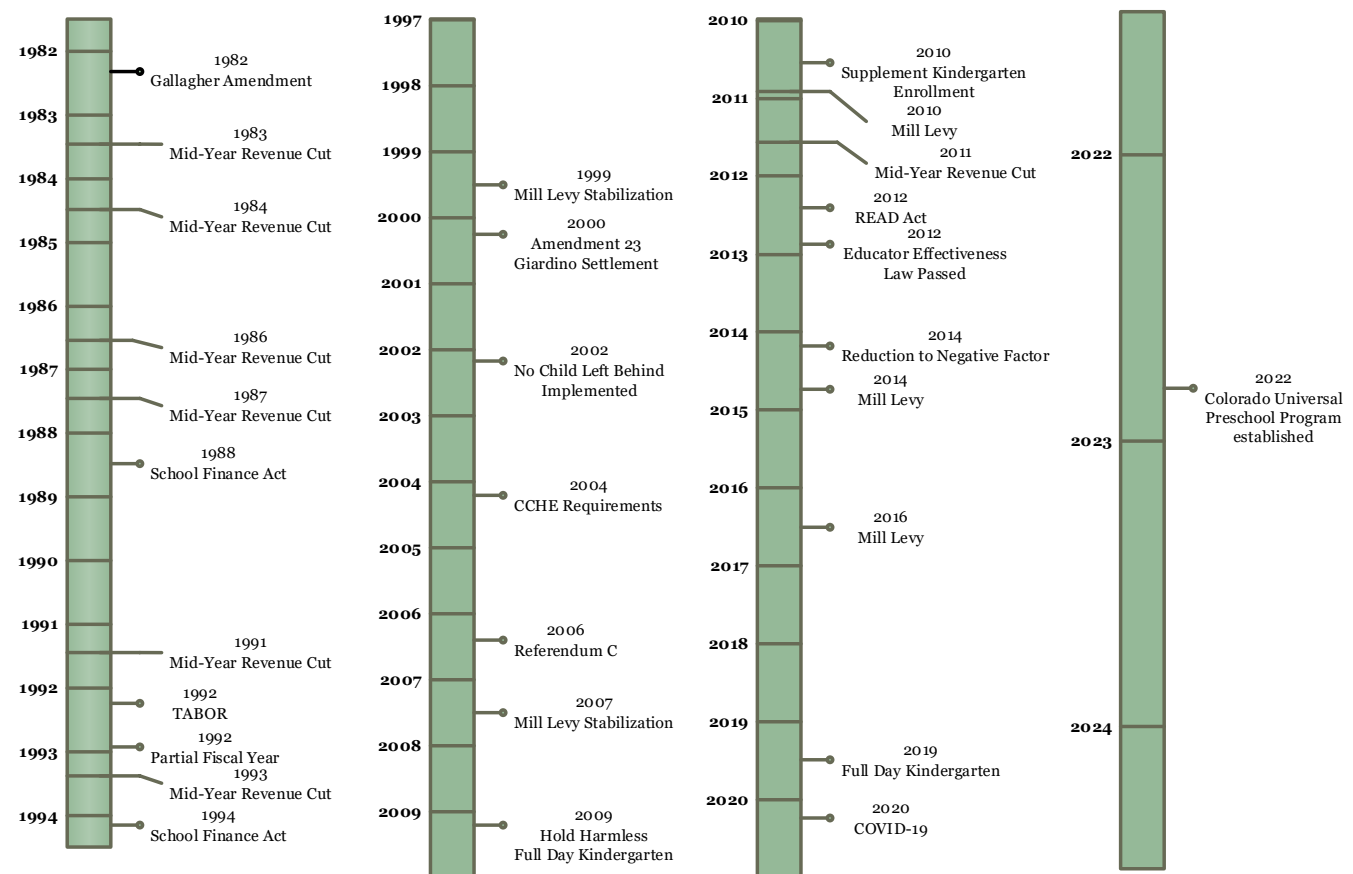 1982
1982
Gallagher Amendment
1983
1983
Mid-Year Revenue Cut
1984
1984
Mid-Year Revenue Cut
1985
1986
1986
Mid-Year Revenue Cut
1987
1987
Mid-Year Revenue Cut
1988
1988
School Finance Act
1989
1990
1991
1991
Mid-Year Revenue Cut
1992
1992
TABOR
1992
Partial Fiscal Year
1993
1993
Mid-Year Revenue Cut
1994
1994
School Finance Act
1997
1998
1999
1999
Mill Levy Stabilization
2000
2000
Amendment 23
Giardino Settlement
2001
2002
2002
No Child Left Behind
Implemented
2003
2004
2004
CCHE Requirements
2005
2006
2006
Referendum C
2007
2007
Mill Levy Stabilization
2008
2009
2009
Hold Harmless
Full Day Kindergarten
2010
2010
Supplement Kindergarten
Enrollment
2011
2010
Mill Levy
2011
Mid-Year Revenue Cut
2012
2012
READ Act
2012
Educator Effectiveness
Law Passed
2013
2014
2014
Reduction to Negative Factor
2014
Mill Levy
2015
2016
2016
Mill Levy
2017
2018
2019
2019
Full Day Kindergarten
2020
2020
COVID-19
2022
2022
Colorado Universal
Preschool Program
established
2023
2024